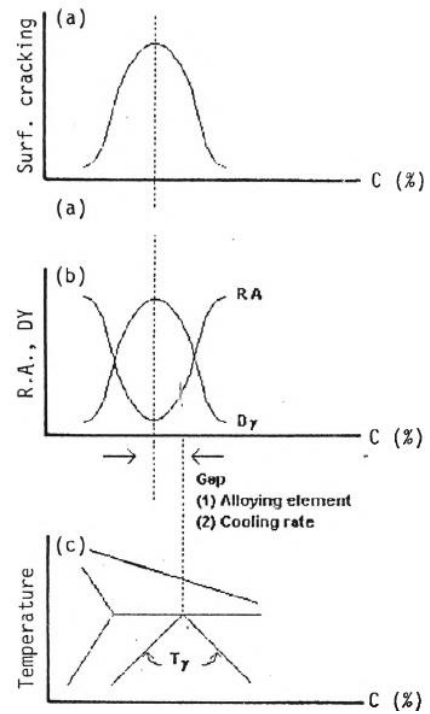 (a)
Surf. cracking
C (%)
(a)
(b)
RA
R.A., DY
Dγ
C (%)
Gap
(1) Alloying element
(2) Cooling rate
(c)
Temperature
Tγ
C (%)